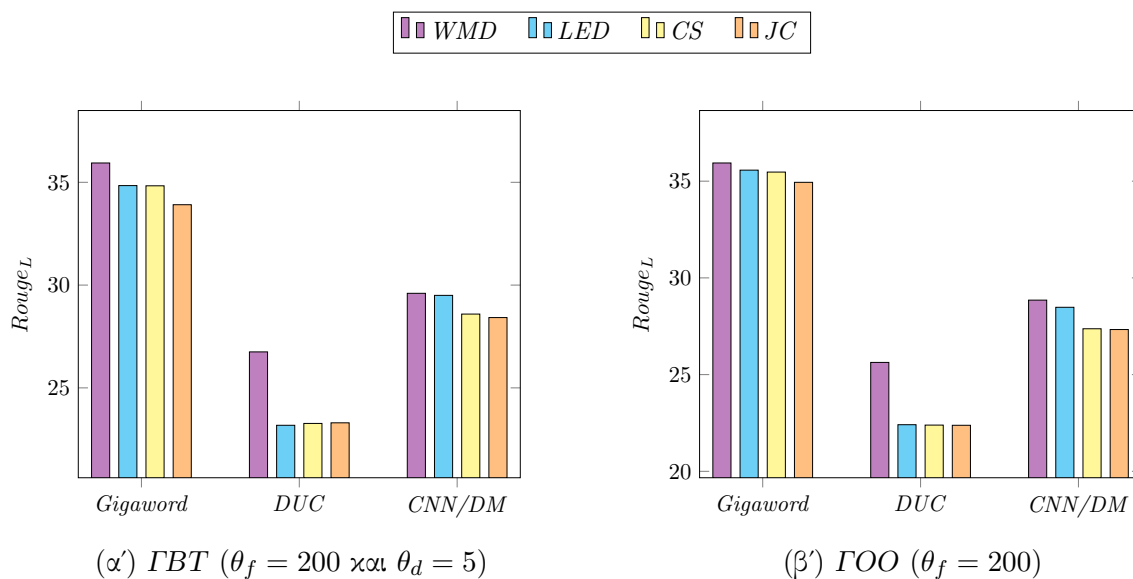 WMD LED CS JC
Rouge_L
35
30
25
Gigaword DUC CNN/DM
(α′) ΓΒΤ (θ_f = 200 και θ_d = 5)
Rouge_L
35
30
25
20
Gigaword DUC CNN/DM
(β′) ΓΟΟ (θ_f = 200)